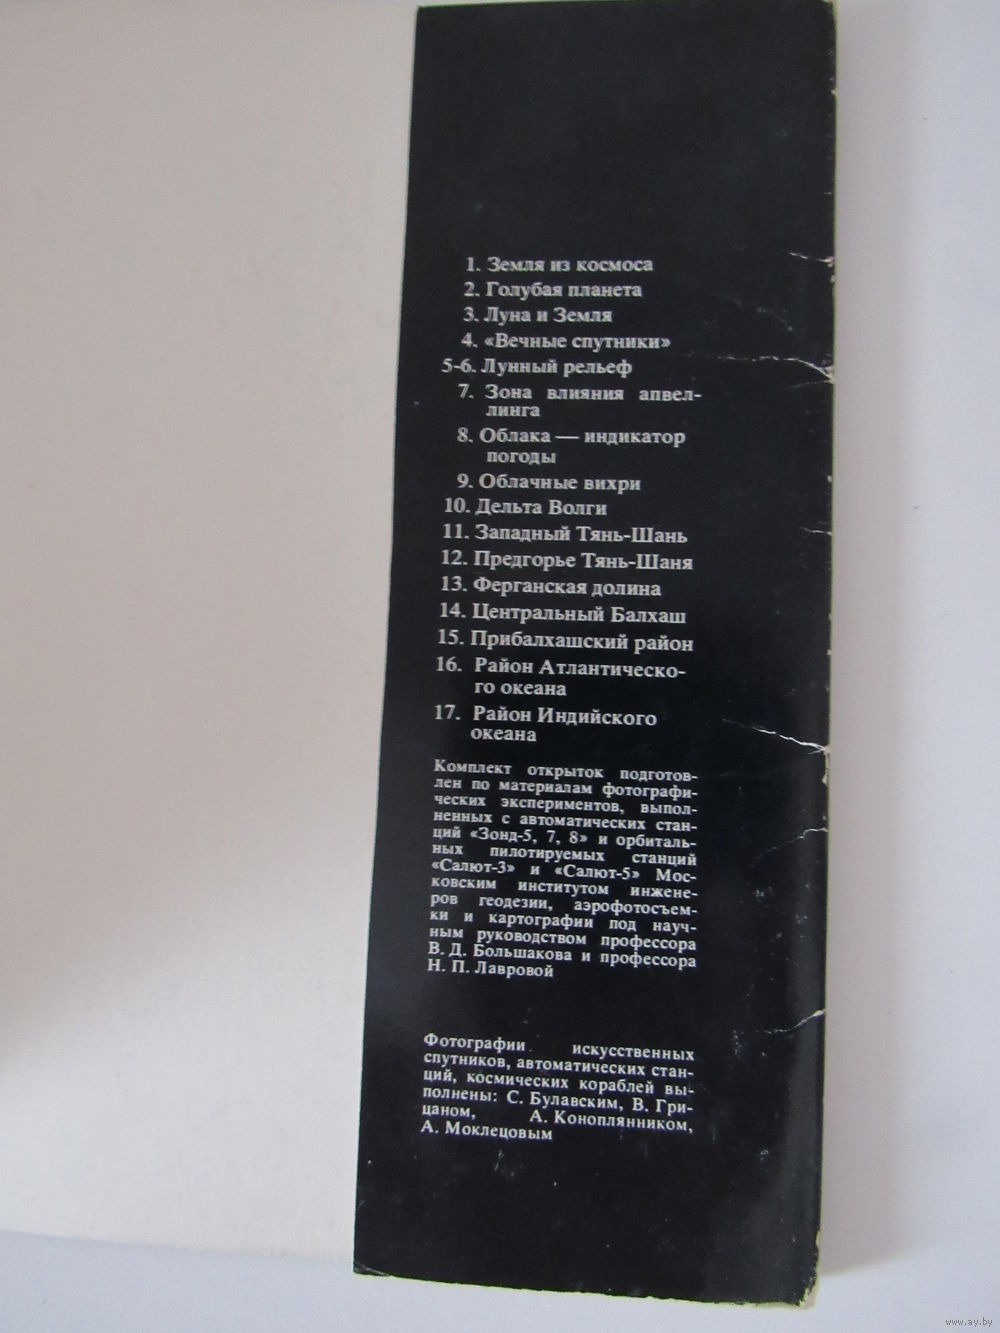 1. Земля из космоса
2. Голубая планета
3. Луна и Земля
4. «Вечные спутники»
5-6. Лунный рельеф
7. Зона влияния апвел-
линга
8. Облака — индикатор
погоды
9. Облачные вихри
10. Дельта Волги
11. Западный Тянь-Шань
12. Предгорье Тянь-Шаня
13. Ферганская долина
14. Центральный Балхаш
15. Прибалхашский район
16. Район Атлантическо-
го океана
17. Район Индийского
океана
Комплект открыток подготов-
лен по материалам фотографи-
ческих экспериментов, выпол-
ненных с автоматических стан-
ций «Зонд-5, 7, 8» и орбиталь-
ных пилотируемых станций
«Салют-3» и «Салют-5» Мос-
ковским институтом инжене-
ров геодезии, аэрофотосъем-
ки и картографии под науч-
ным руководством профессора
В. Д. Большакова и профессора
Н. П. Лавровой
Фотографии искусственных
спутников, автоматических стан-
ций, космических кораблей вы-
полнены: С. Булавским, В. Гри-
цаном, А. Коноплянником,
А. Моклецовым
www.ay.by